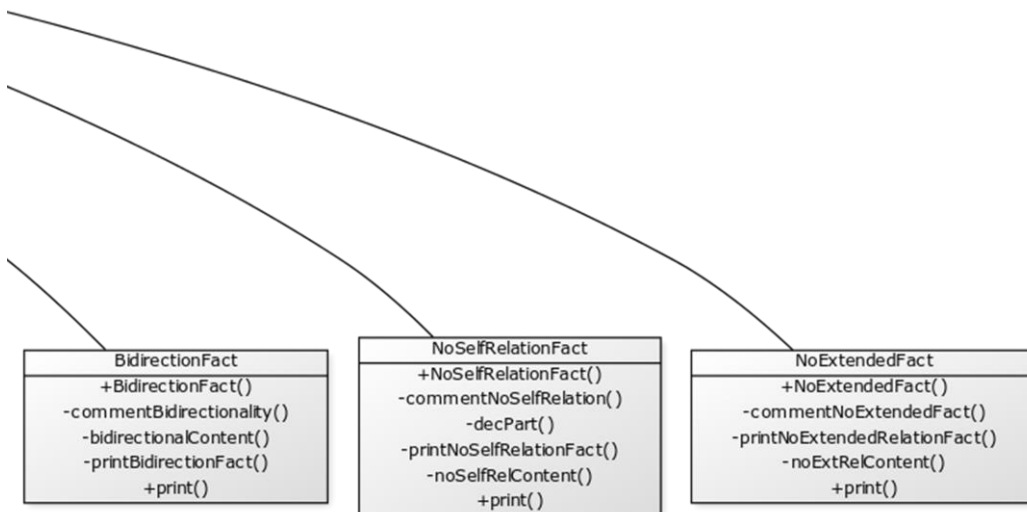 BidirectionFact
+BidirectionFact()
-commentBidirectionality()
-bidirectionalContent()
-printBidirectionFact()
+print()
NoSelfRelationFact
+NoSelfRelationFact()
-commentNoSelfRelation()
-decPart()
-printNoSelfRelationFact()
-noSelfRelContent()
+print()
NoExtendedFact
+NoExtendedFact()
-commentNoExtendedFact()
-printNoExtendedRelationFact()
-noExtRelContent()
+print()